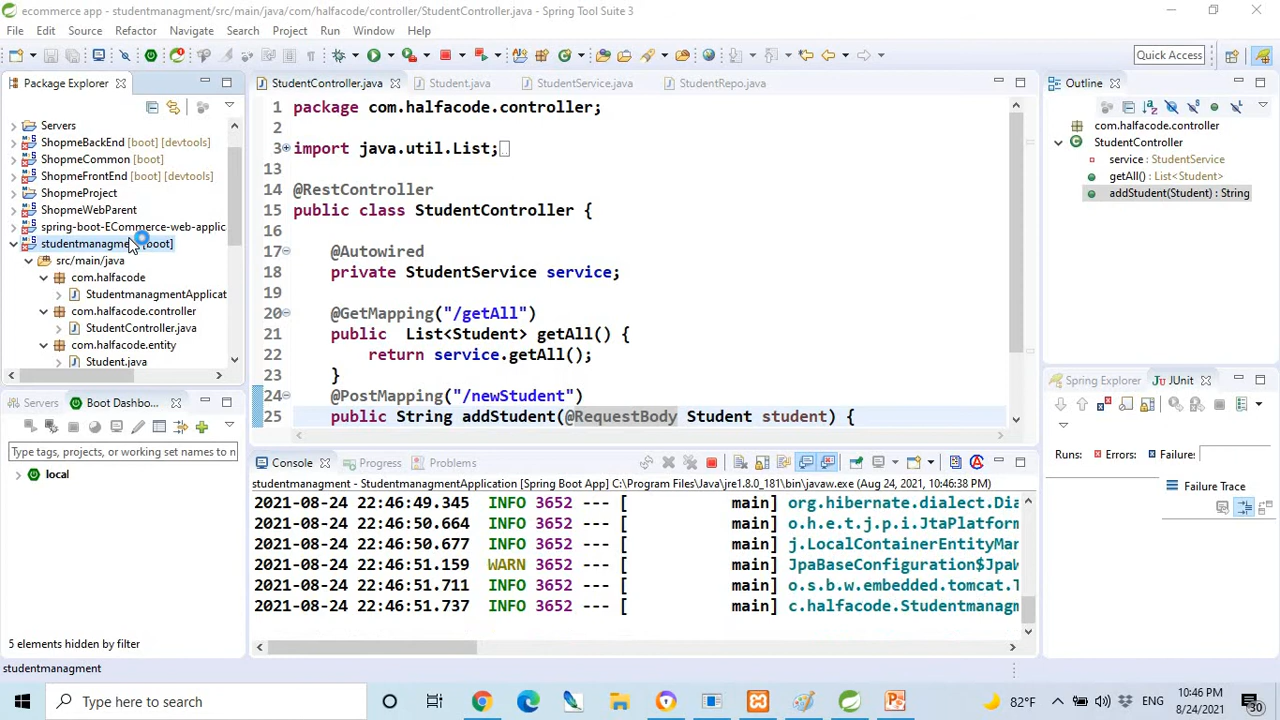 ecommerce app - studentmanagment/src/main/java/com/halfacode/controller/StudentController.java - Spring Tool Suite 3
File Edit Source Refactor Navigate Search Project Run Window Help
Quick Access
Package Explorer
Servers
ShopmeBackEnd [boot] [devtools]
ShopmeCommon [boot]
ShopmeFrontEnd [boot] [devtools]
ShopmeProject
ShopmeWebParent
spring-boot-ECommerce-web-applic
studentmanagme [boot]
src/main/java
com.halfacode
StudentmanagmentApplicat
com.halfacode.controller
StudentController.java
com.halfacode.entity
Student.java
Servers Boot Dashbo...
Type tags, projects, or working set names to n
local
5 elements hidden by filter
StudentController.java Student.java StudentService.java StudentRepo.java
1 package com.halfacode.controller;
2
3 import java.util.List;
13
14 @RestController
15 public class StudentController {
16
17 @Autowired
18 private StudentService service;
19
20 @GetMapping("/getAll")
21 public List<Student> getAll() {
22 return service.getAll();
23 }
24 @PostMapping("/newStudent")
25 public String addStudent(@RequestBody Student student) {
Console Progress Problems
studentmanagment - StudentmanagmentApplication [Spring Boot App] C:\Program Files\Java\jre1.8.0_181\bin\javaw.exe (Aug 24, 2021, 10:46:38 PM)
2021-08-24 22:46:49.345 INFO 3652 --- [ main] org.hibernate.dialect.Dia
2021-08-24 22:46:50.664 INFO 3652 --- [ main] o.h.e.t.j.p.i.JtaPlatform
2021-08-24 22:46:50.677 INFO 3652 --- [ main] j.LocalContainerEntityMan
2021-08-24 22:46:51.159 WARN 3652 --- [ main] JpaBaseConfiguration$JpaW
2021-08-24 22:46:51.711 INFO 3652 --- [ main] o.s.b.w.embedded.tomcat.T
2021-08-24 22:46:51.737 INFO 3652 --- [ main] c.halfacode.Studentmanagm
Outline
com.halfacode.controller
StudentController
service : StudentService
getAll() : List<Student>
addStudent(Student) : String
Spring Explorer JUnit
Runs: Errors: Failure:
Failure Trace
studentmanagment
Type here to search
82°F
ENG
10:46 PM
8/24/2021
30